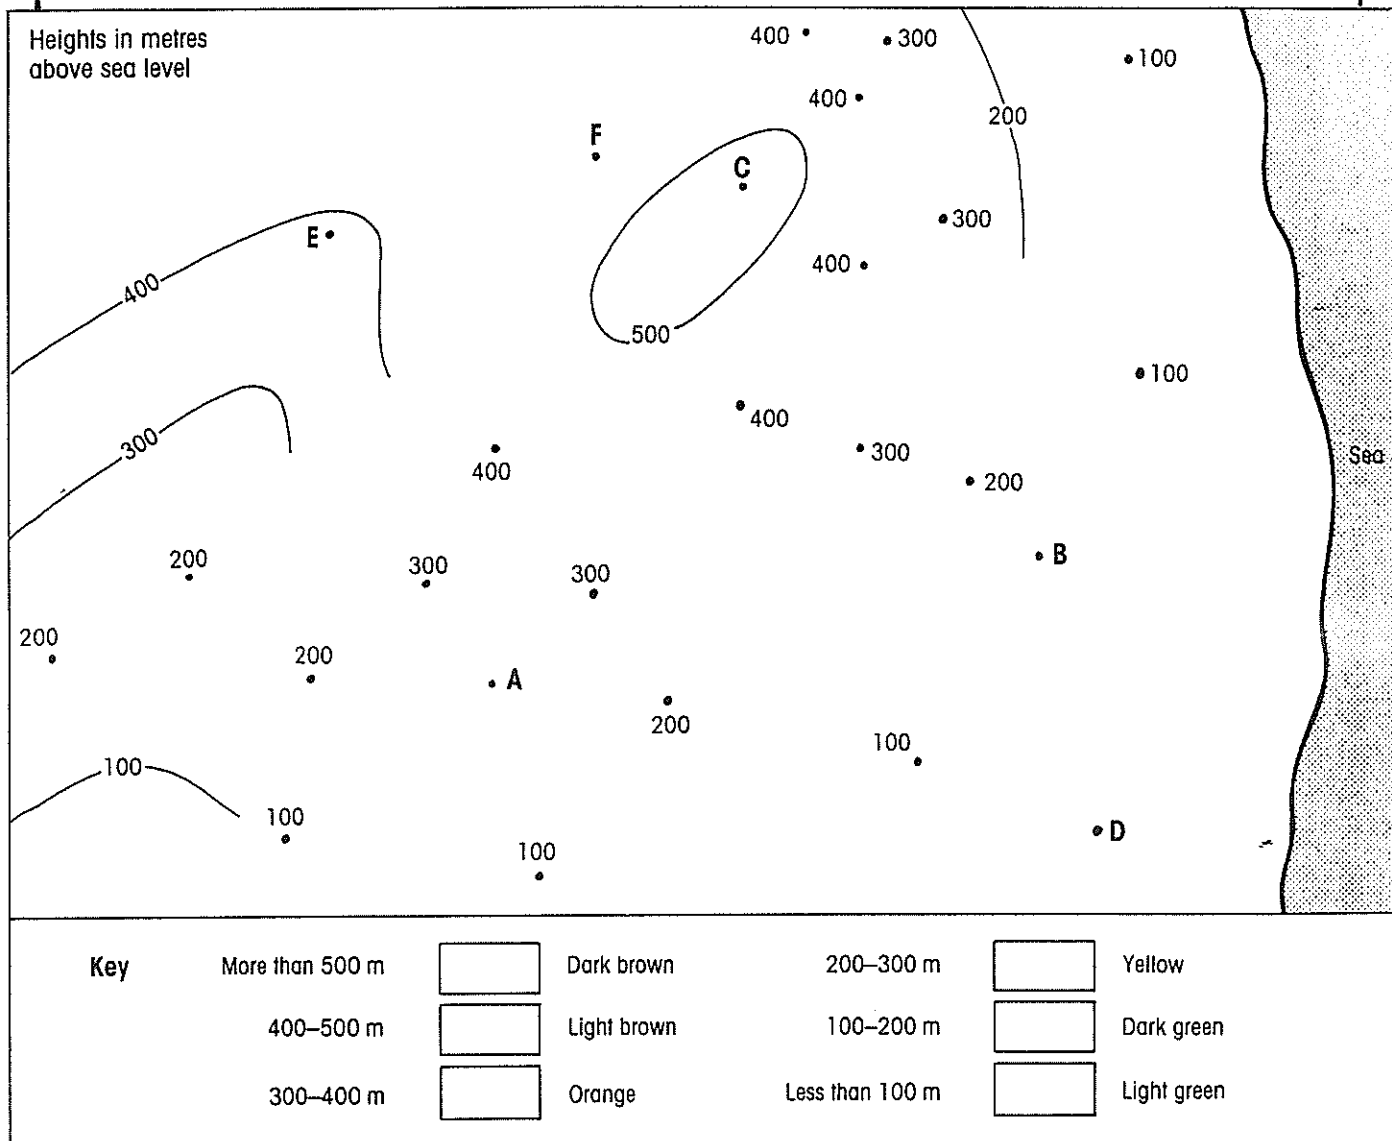 Heights in metres
above sea level
400
300
100
400
200
F
C
300
E
400
400
500
100
400
300
300
400
200
Sea
200
300
300
B
200
200
A
200
100
100
100
D
100
Key
More than 500 m
Dark brown
200–300 m
Yellow
400–500 m
Light brown
100–200 m
Dark green
300–400 m
Orange
Less than 100 m
Light green